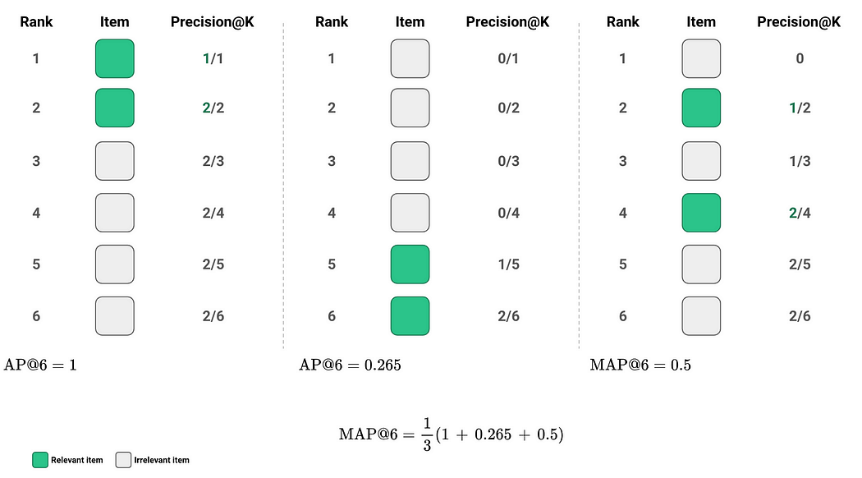 Rank Item Precision@K Rank Item Precision@K Rank Item Precision@K
1 1/1 1 0/1 1 0
2 2/2 2 0/2 2 1/2
3 2/3 3 0/3 3 1/3
4 2/4 4 0/4 4 2/4
5 2/5 5 1/5 5 2/5
6 2/6 6 2/6 6 2/6
AP@6 = 1 AP@6 = 0.265 MAP@6 = 0.5
MAP@6 = 1/3 (1 + 0.265 + 0.5)
Relevant item Irrelevant item